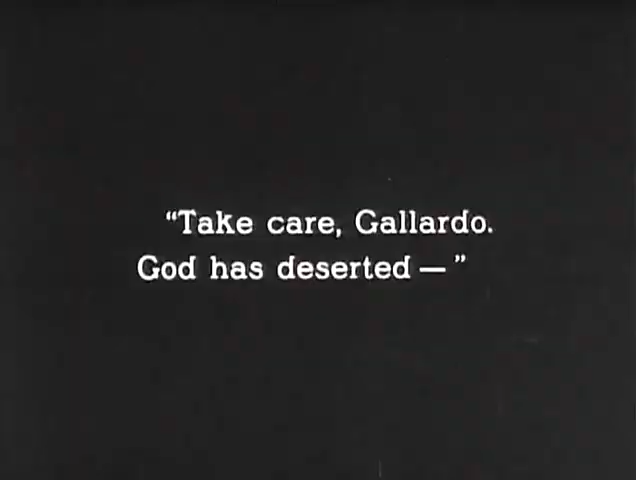 “Take care, Gallardo.
God has deserted — ”